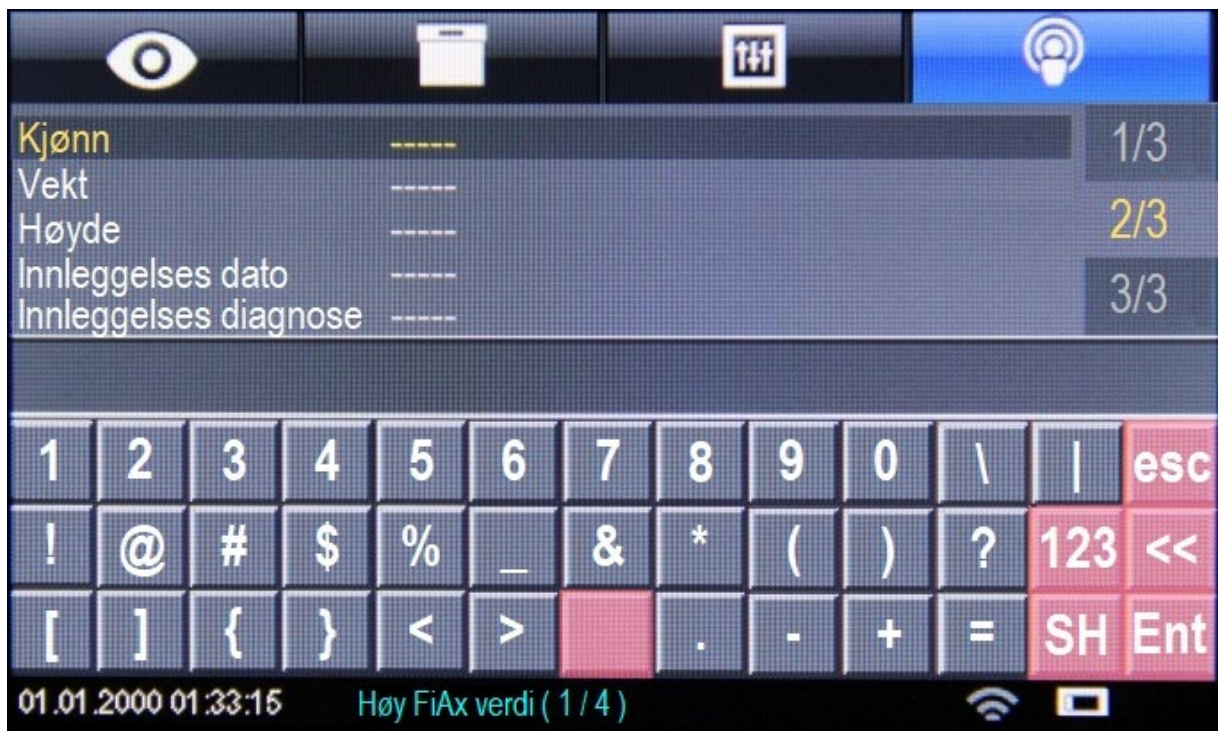 Kjønn ----- 1/3
Vekt -----
Høyde ----- 2/3
Innleggelses dato -----
Innleggelses diagnose ----- 3/3
1 2 3 4 5 6 7 8 9 0 \ | esc
! @ # $ % _ & * ( ) ? 123 <<
[ ] { } < > . - + = SH Ent
01.01.2000 01:33:15 Høy FiAx verdi ( 1 / 4 )